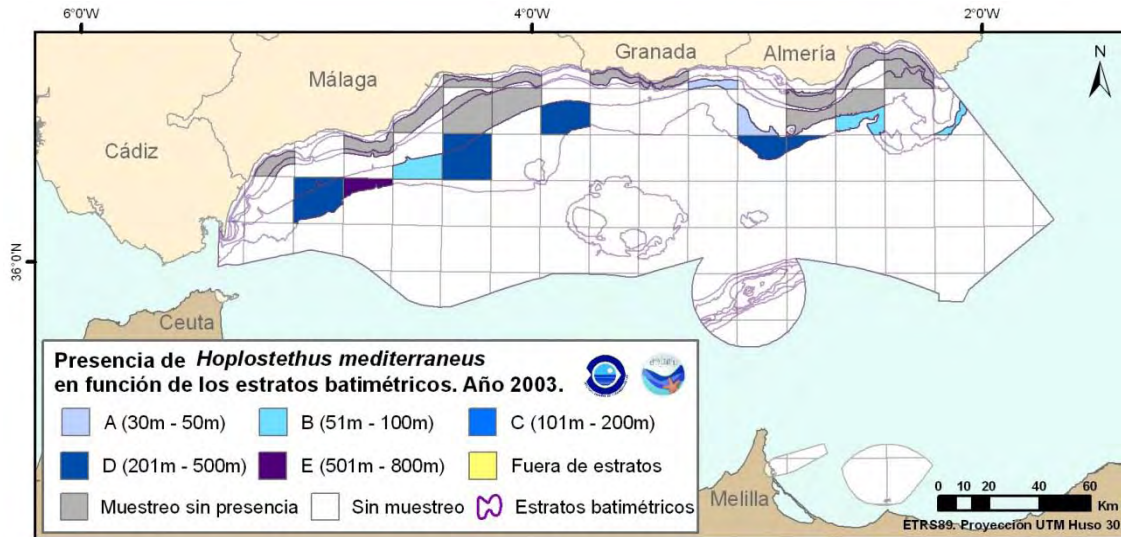 6°0'W 4°0'W 2°0'W
Granada Almería
N
Málaga
Cádiz
36°0'N
Ceuta
Presencia de Hoplostethus mediterraneus
en función de los estratos batimétricos. Año 2003.
A (30m - 50m) B (51m - 100m) C (101m - 200m)
D (201m - 500m) E (501m - 800m) Fuera de estratos
Muestreo sin presencia Sin muestreo Estratos batimétricos
Melilla
0 10 20 40 60
Km
ETRS89. Proyección UTM Huso 30